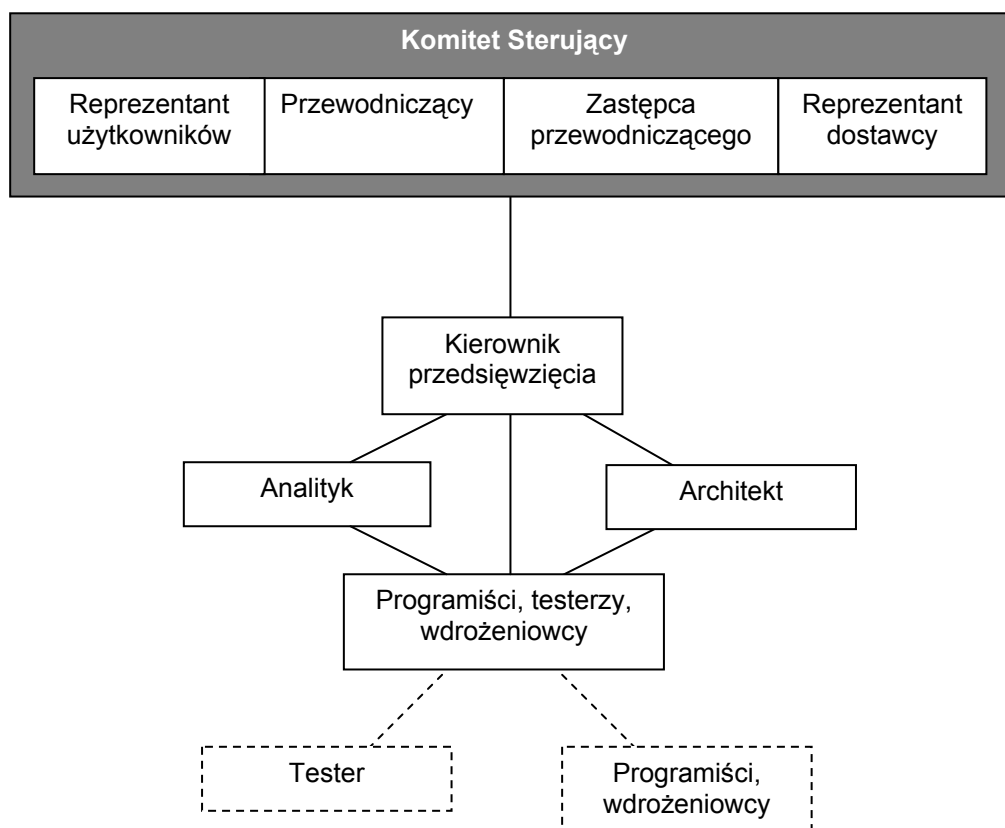 Komitet Sterujący
Reprezentant
użytkowników
Przewodniczący
Zastępca
przewodniczącego
Reprezentant
dostawcy
Kierownik
przedsięwzięcia
Analityk
Architekt
Programiści, testerzy,
wdrożeniowcy
Tester
Programiści,
wdrożeniowcy